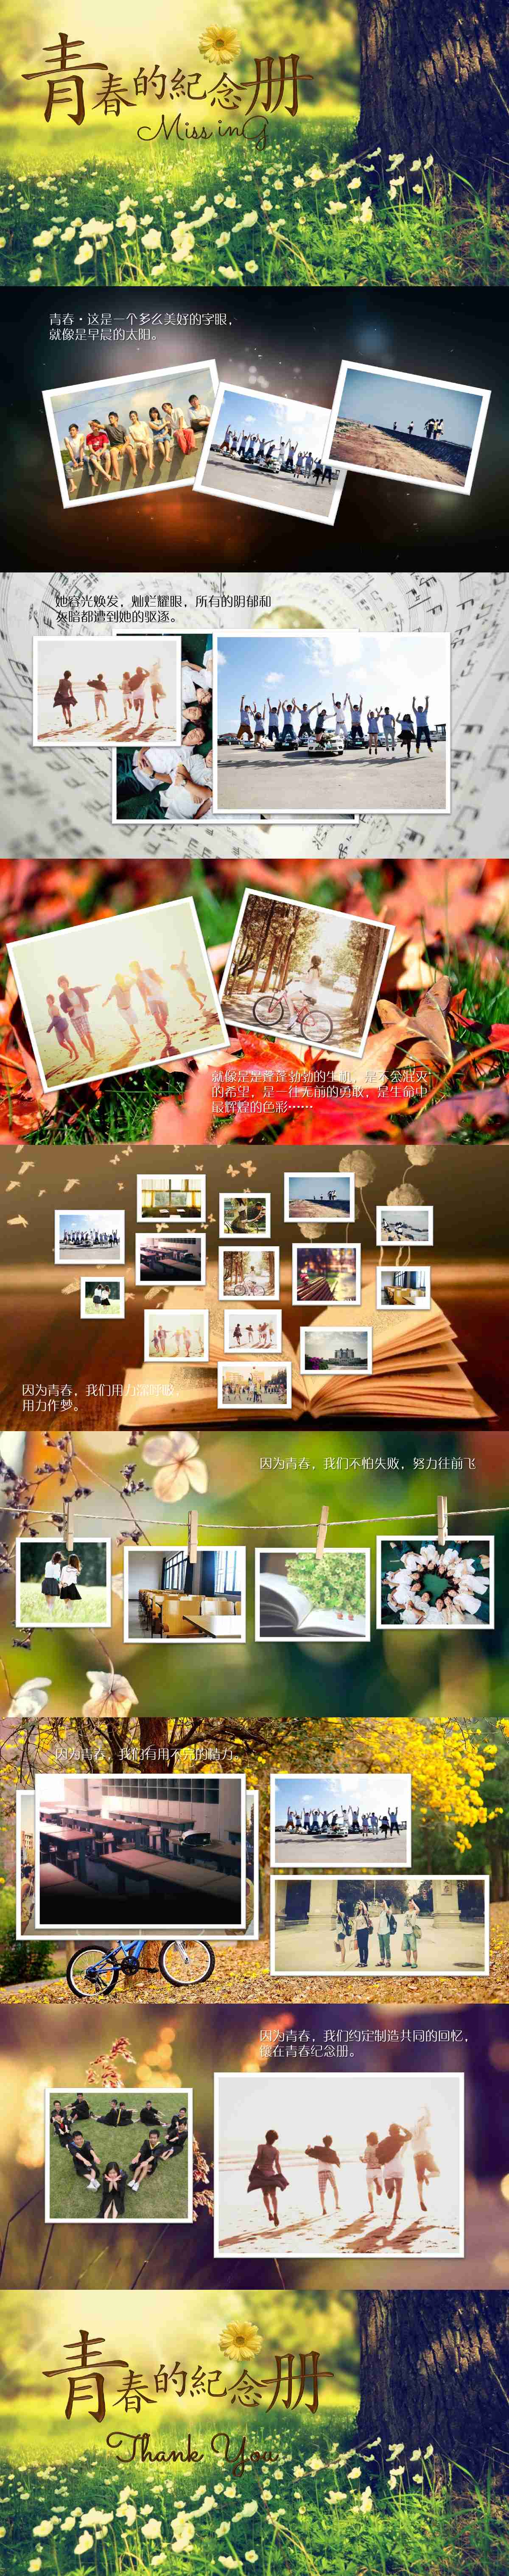 青春的紀念册
Miss inG
青春·这是一个多么美好的字眼，
就像是早晨的太阳。
她容光焕发，灿烂耀眼，所有的阴郁和
灰暗都遭到她的驱逐。
就像是是蓬蓬勃勃的生机，是不会泯灭
的希望，是一往无前的勇敢，是生命中
最辉煌的色彩……
因为青春，我们用力深呼吸，
用力作梦。
因为青春，我们不怕失败，努力往前飞
因为青春，我们有用不完的精力，
因为青春，我们约定制造共同的回忆，
像在青春纪念册。
青春的紀念册
Thank You